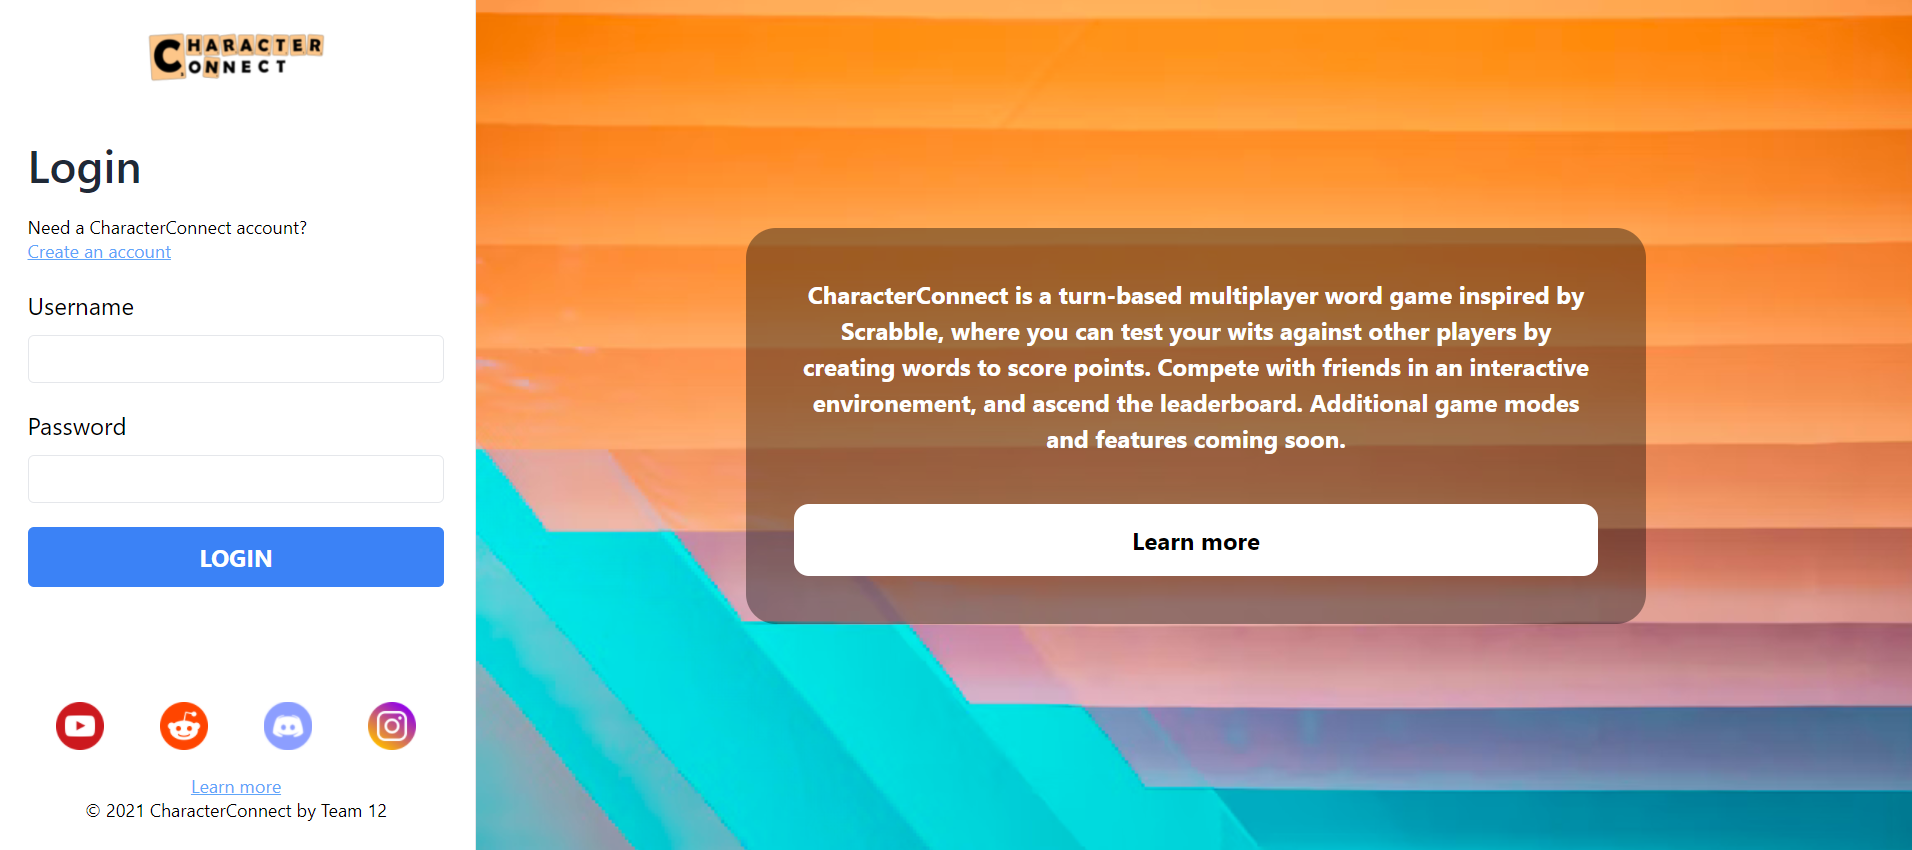 CHARACTER
CONNECT
Login
Need a CharacterConnect account?
Create an account
Username
Password
LOGIN
Learn more
© 2021 CharacterConnect by Team 12
CharacterConnect is a turn-based multiplayer word game inspired by
Scrabble, where you can test your wits against other players by
creating words to score points. Compete with friends in an interactive
environement, and ascend the leaderboard. Additional game modes
and features coming soon.
Learn more